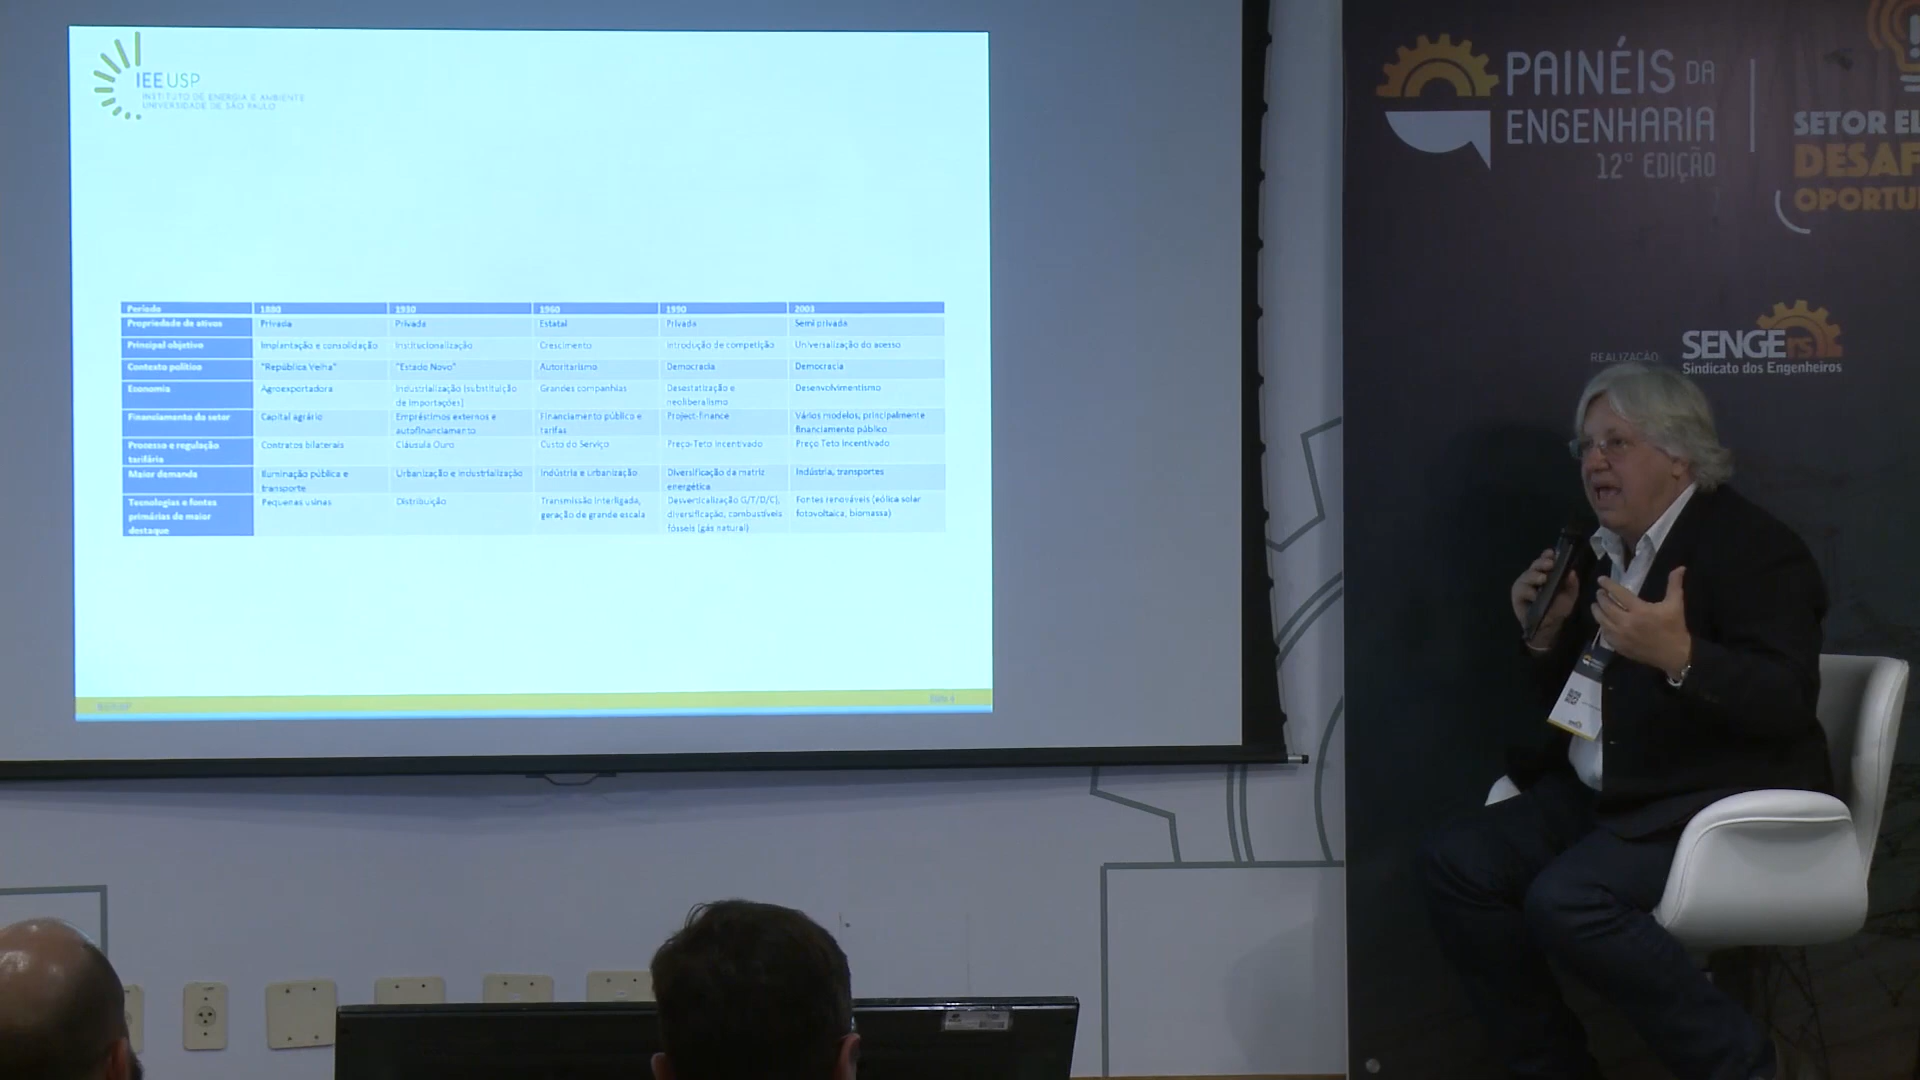 IEEUSP
INSTITUTO DE ENERGIA E AMBIENTE
UNIVERSIDADE DE SÃO PAULO
Período 1880 1930 1960 1990 2003
Propriedade de ativos Privada Privada Estatal Privada Semi privada
Principal objetivo Implantação e consolidação Institucionalização Crescimento Introdução de competição Universalização do acesso
Contexto político "República Velha" "Estado Novo" Autoritarismo Democracia Democracia
Economia Agroexportadora Industrialização (substituição Grandes companhias Desestatização e Desenvolvimentismo
de importações) neoliberalismo
Financiamento do setor Capital agrário Empréstimos externos e Financiamento público e Project-finance Vários modelos, principalmente
autofinanciamento tarifas financiamento público
Processo e regulação Contratos bilaterais Cláusula Ouro Custo do Serviço Preço-Teto Incentivado Preço Teto Incentivado
tarifária
Maior demanda Iluminação pública e Urbanização e industrialização Indústria e urbanização Diversificação da matriz Indústria, transportes
transporte energética
Tecnologias e fontes Pequenas usinas Distribuição Transmissão interligada, Desverticalização G/T/D/C), Fontes renováveis (eólica solar
primárias de maior geração de grande escala diversificação, combustíveis fotovoltaica, biomassa)
destaque fósseis (gás natural)
IEE/USP
PAINÉIS DA
ENGENHARIA
12ª EDIÇÃO
SETOR EL
DESAF
OPORTU
REALIZAÇÃO:
SENGE rs
Sindicato dos Engenheiros